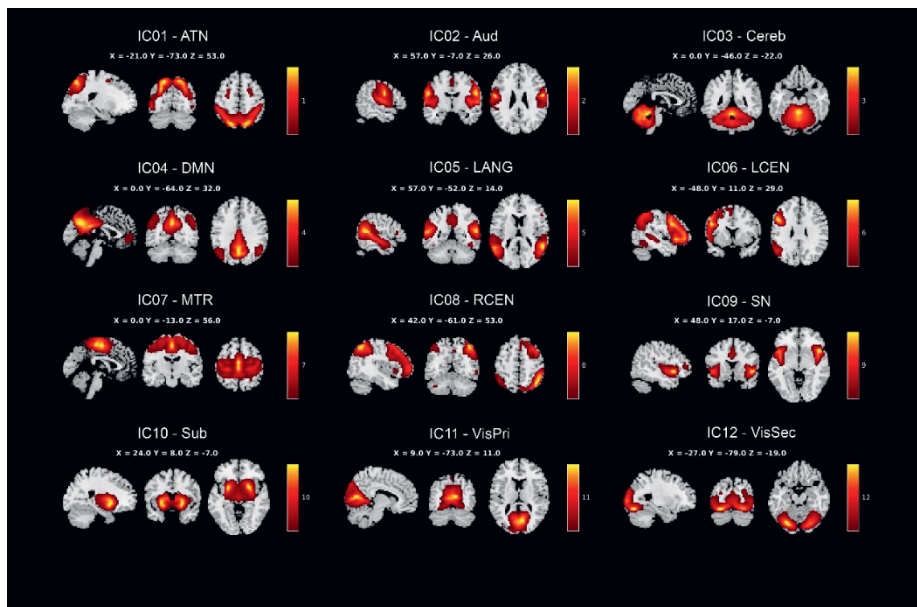 IC01 - ATN
X = -21.0 Y = -73.0 Z = 53.0
1
IC02 - Aud
X = 57.0 Y = -7.0 Z = 26.0
2
IC03 - Cereb
X = 0.0 Y = -46.0 Z = -22.0
3
IC04 - DMN
X = 0.0 Y = -64.0 Z = 32.0
4
IC05 - LANG
X = 57.0 Y = -52.0 Z = 14.0
5
IC06 - LCEN
X = -48.0 Y = 11.0 Z = 29.0
6
IC07 - MTR
X = 0.0 Y = -13.0 Z = 56.0
7
IC08 - RCEN
X = 42.0 Y = -61.0 Z = 53.0
8
IC09 - SN
X = 48.0 Y = 17.0 Z = -7.0
9
IC10 - Sub
X = 24.0 Y = 8.0 Z = -7.0
10
IC11 - VisPri
X = 9.0 Y = -73.0 Z = 11.0
11
IC12 - VisSec
X = -27.0 Y = -79.0 Z = -19.0
12